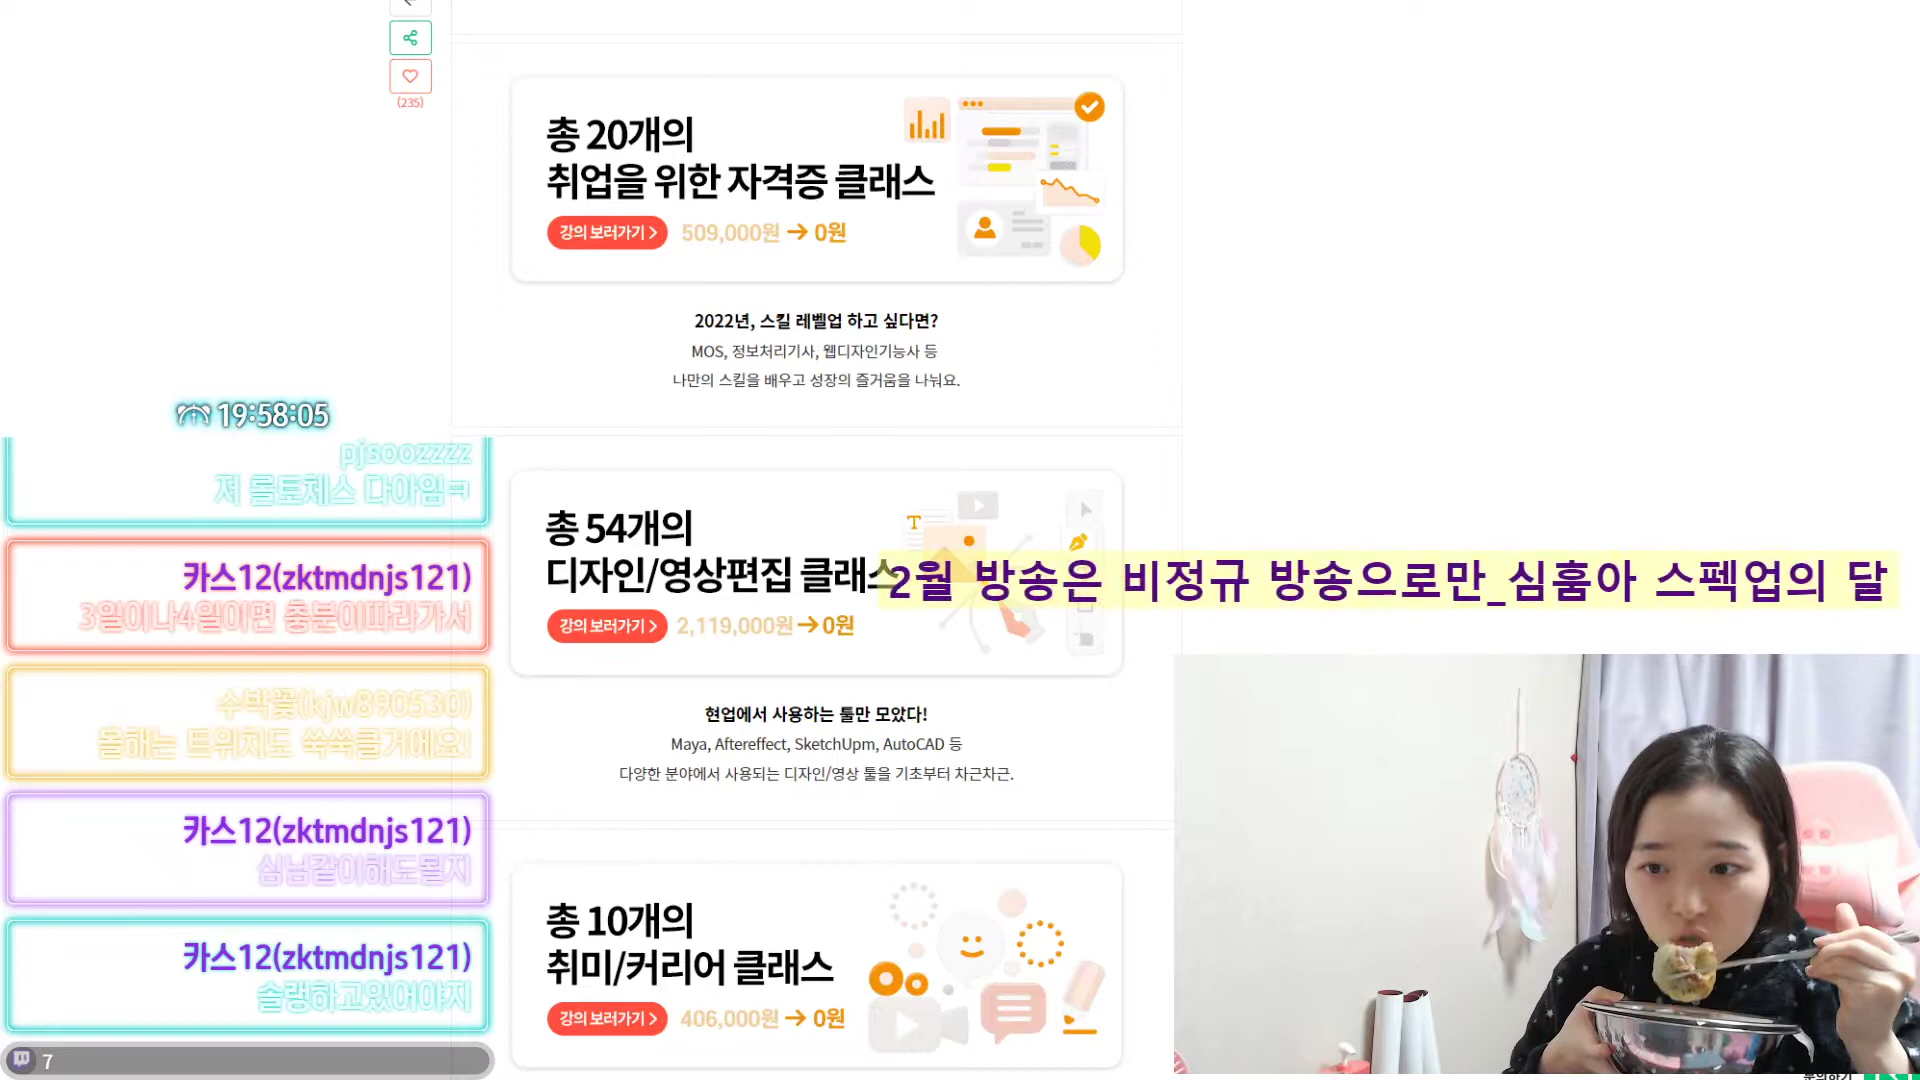 (235)
총 20개의
취업을 위한 자격증 클래스
강의 보러가기 >
509,000원 → 0원
2022년, 스킬 레벨업 하고 싶다면?
MOS, 정보처리기사, 웹디자인기능사 등
나만의 스킬을 배우고 성장의 즐거움을 나눠요.
19:58:05
pjsoozzzz
저 롤토체스 다아임ㅋ
카스12(zktmdnjs121)
3월이나4월이면 충분이따라가서
수박꽃(kjw890530)
올해는 트위치도 쑥쑥클거예요!
카스12(zktmdnjs121)
심님같이해도될지
카스12(zktmdnjs121)
솔랭하고있어야지
7
총 54개의
디자인/영상편집 클래스
강의 보러가기 >
2,119,000원 → 0원
T
2월 방송은 비정규 방송으로만_심훔아 스펙업의 달
현업에서 사용하는 툴만 모았다!
Maya, Aftereffect, SketchUpm, AutoCAD 등
다양한 분야에서 사용되는 디자인/영상 툴을 기초부터 차근차근.
총 10개의
취미/커리어 클래스
강의 보러가기 >
406,000원 → 0원